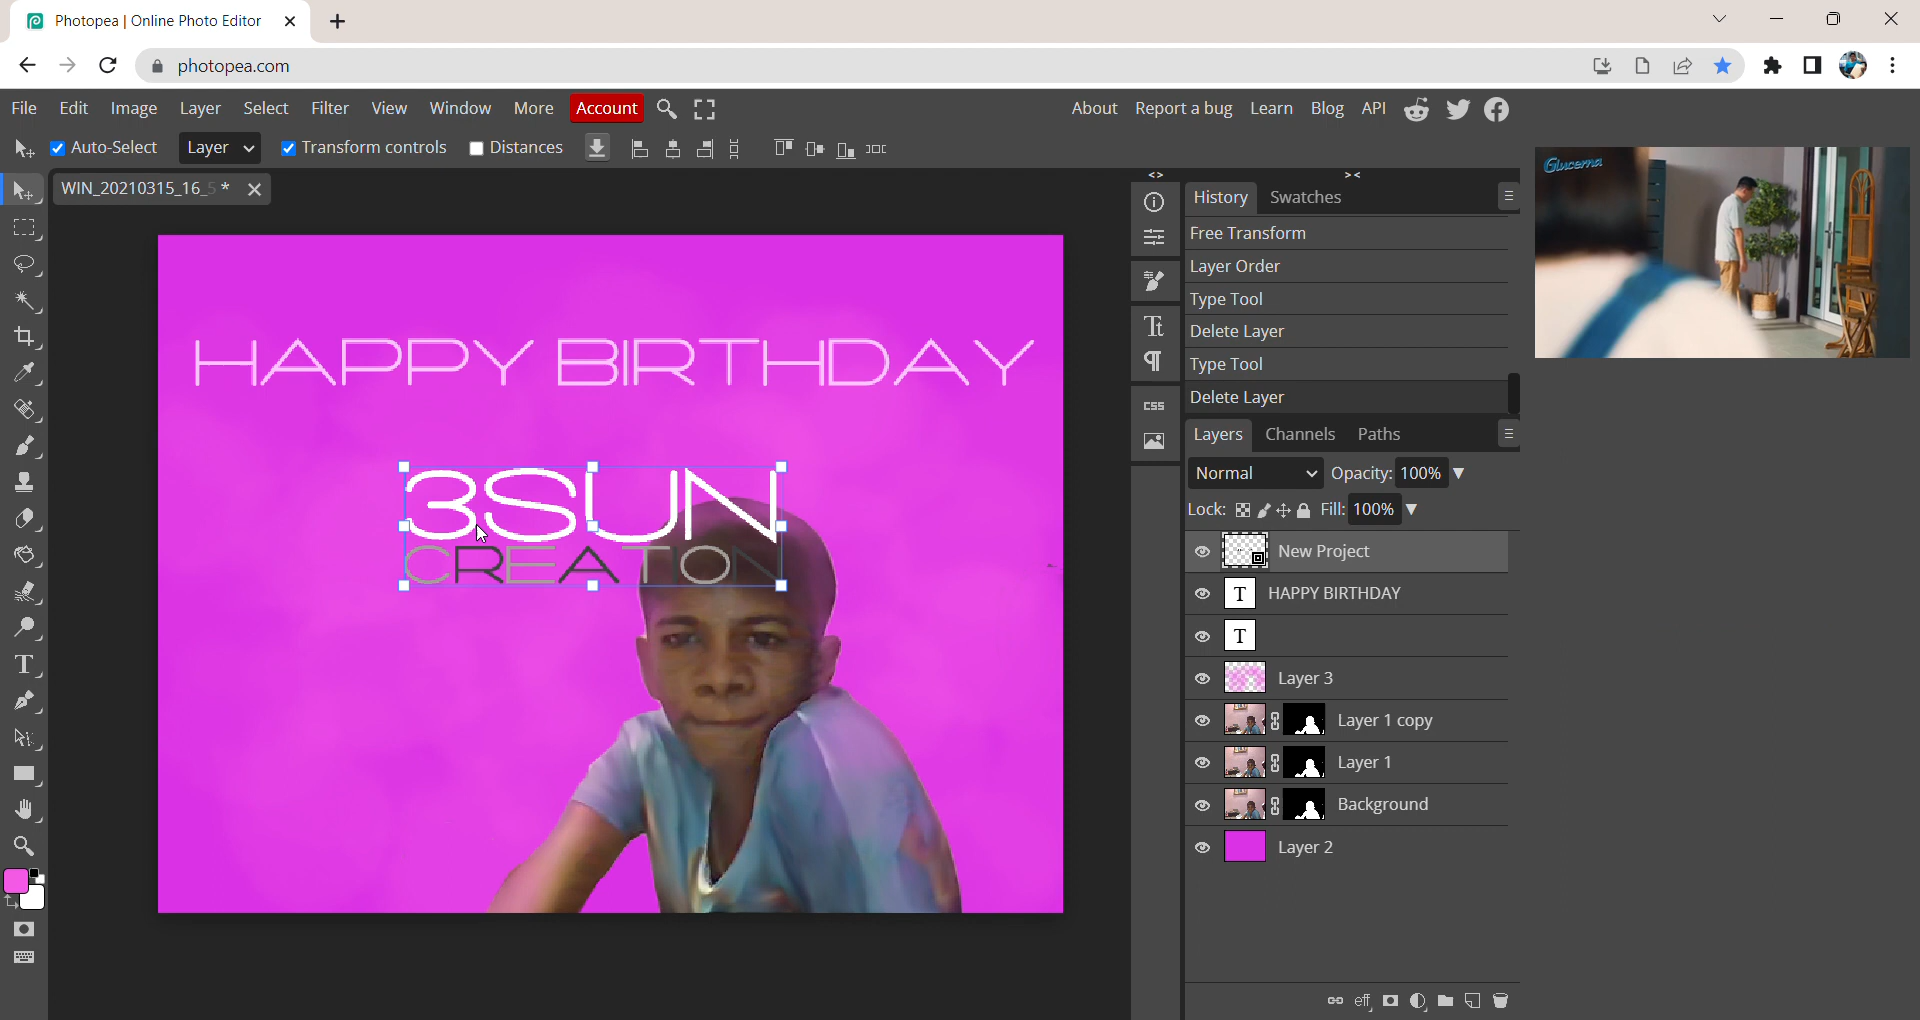 Photopea | Online Photo Editor
photopea.com
File Edit Image Layer Select Filter View Window More Account About Report a bug Learn Blog API
Auto-Select Layer Transform controls Distances
WIN_20210315_16_5 *
HAPPY BIRTHDAY
3SUN
CREATION
History Swatches
Free Transform
Layer Order
Type Tool
Delete Layer
Type Tool
Delete Layer
CSS
Layers Channels Paths
Normal Opacity: 100%
Lock: Fill: 100%
New Project
T HAPPY BIRTHDAY
T
Layer 3
Layer 1 copy
Layer 1
Background
Layer 2
eff
Glucerna